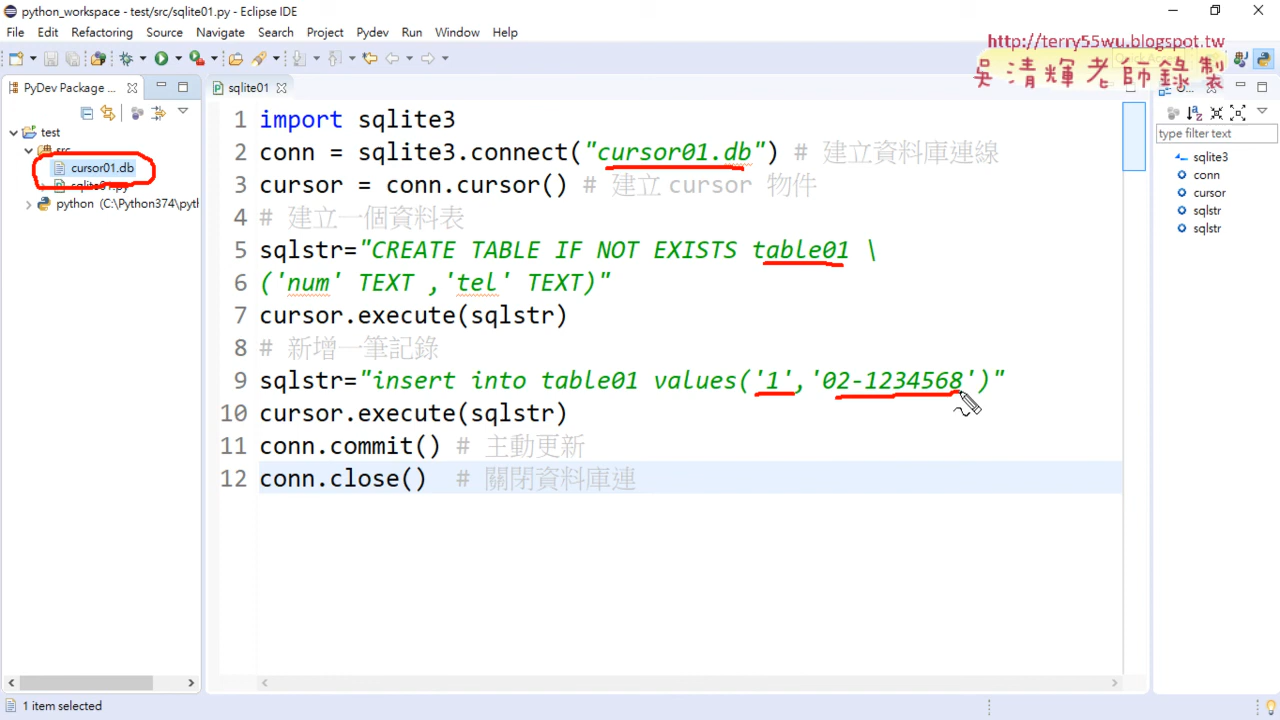 python_workspace - test/src/sqlite01.py - Eclipse IDE
File Edit Refactoring Source Navigate Search Project Pydev Run Window Help
http://terry55wu.blogspot.tw
吳清輝老師錄製
PyDev Package ...
sqlite01
test
src
cursor01.db
sqlite01.py
python (C:\Python374\pyth
1 import sqlite3
2 conn = sqlite3.connect("cursor01.db") # 建立資料庫連線
3 cursor = conn.cursor() # 建立 cursor 物件
4 # 建立一個資料表
5 sqlstr="CREATE TABLE IF NOT EXISTS table01 \
6 ('num' TEXT ,'tel' TEXT)"
7 cursor.execute(sqlstr)
8 # 新增一筆記錄
9 sqlstr="insert into table01 values('1','02-1234568')"
10 cursor.execute(sqlstr)
11 conn.commit() # 主動更新
12 conn.close() # 關閉資料庫連
type filter text
sqlite3
conn
cursor
sqlstr
sqlstr
1 item selected